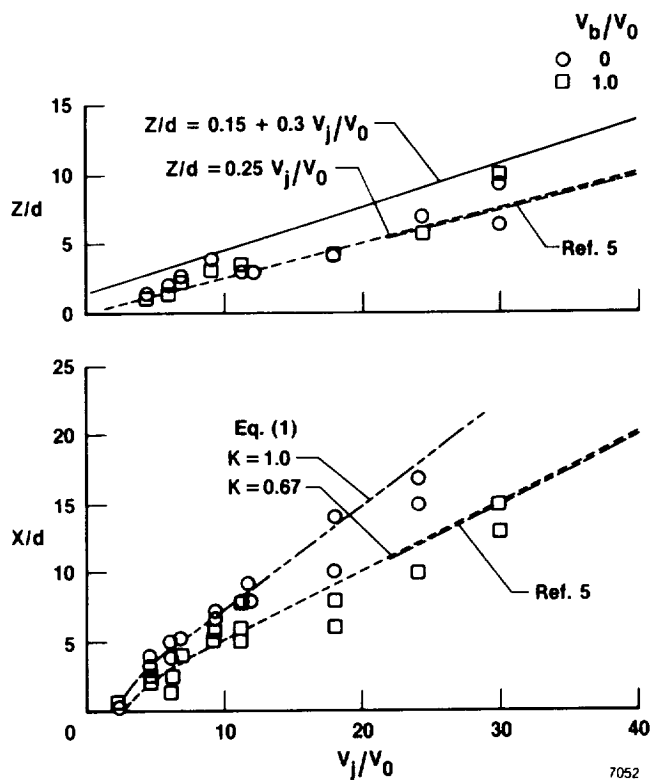 V_b/V_0
○ 0
□ 1.0
15
10
5
0
Z/d
Z/d = 0.15 + 0.3 V_j/V_0
Z/d = 0.25 V_j/V_0
Ref. 5
25
20
15
10
5
0
X/d
Eq. (1)
K = 1.0
K = 0.67
Ref. 5
10
20
30
40
V_j/V_0
7052